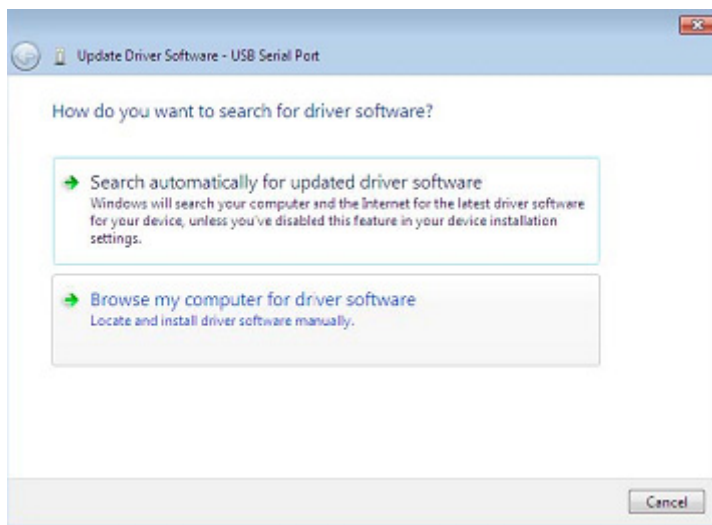 Update Driver Software - USB Serial Port
How do you want to search for driver software?
Search automatically for updated driver software
Windows will search your computer and the Internet for the latest driver software
for your device, unless you've disabled this feature in your device installation
settings.
Browse my computer for driver software
Locate and install driver software manually.
Cancel